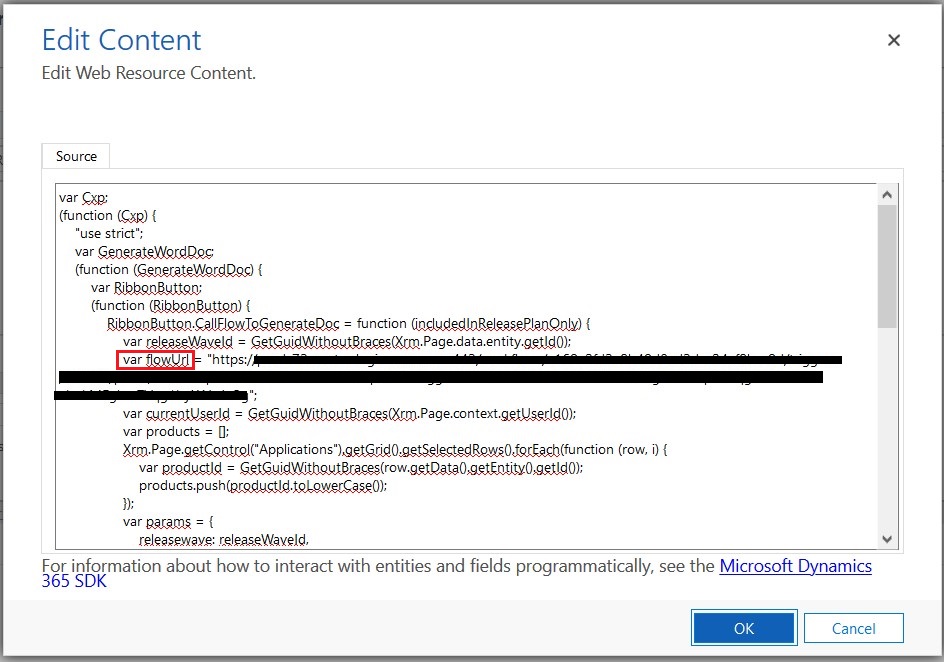 Edit Content
Edit Web Resource Content.
Source
var Cxp;
(function (Cxp) {
"use strict";
var GenerateWordDoc;
(function (GenerateWordDoc) {
var RibbonButton;
(function (RibbonButton) {
RibbonButton.CallFlowToGenerateDoc = function (includedInReleasePlanOnly) {
var releaseWaveId = GetGuidWithoutBraces(Xrm.Page.data.entity.getId());
var flowUrl = "https://
";
var currentUserId = GetGuidWithoutBraces(Xrm.Page.context.getUserId());
var products = [];
Xrm.Page.getControl("Applications").getGrid().getSelectedRows().forEach(function (row, i) {
var productId = GetGuidWithoutBraces(row.getData().getEntity().getId());
products.push(productId.toLowerCase());
});
var params = {
releasewave: releaseWaveId,
For information about how to interact with entities and fields programmatically, see the Microsoft Dynamics
365 SDK
OK Cancel